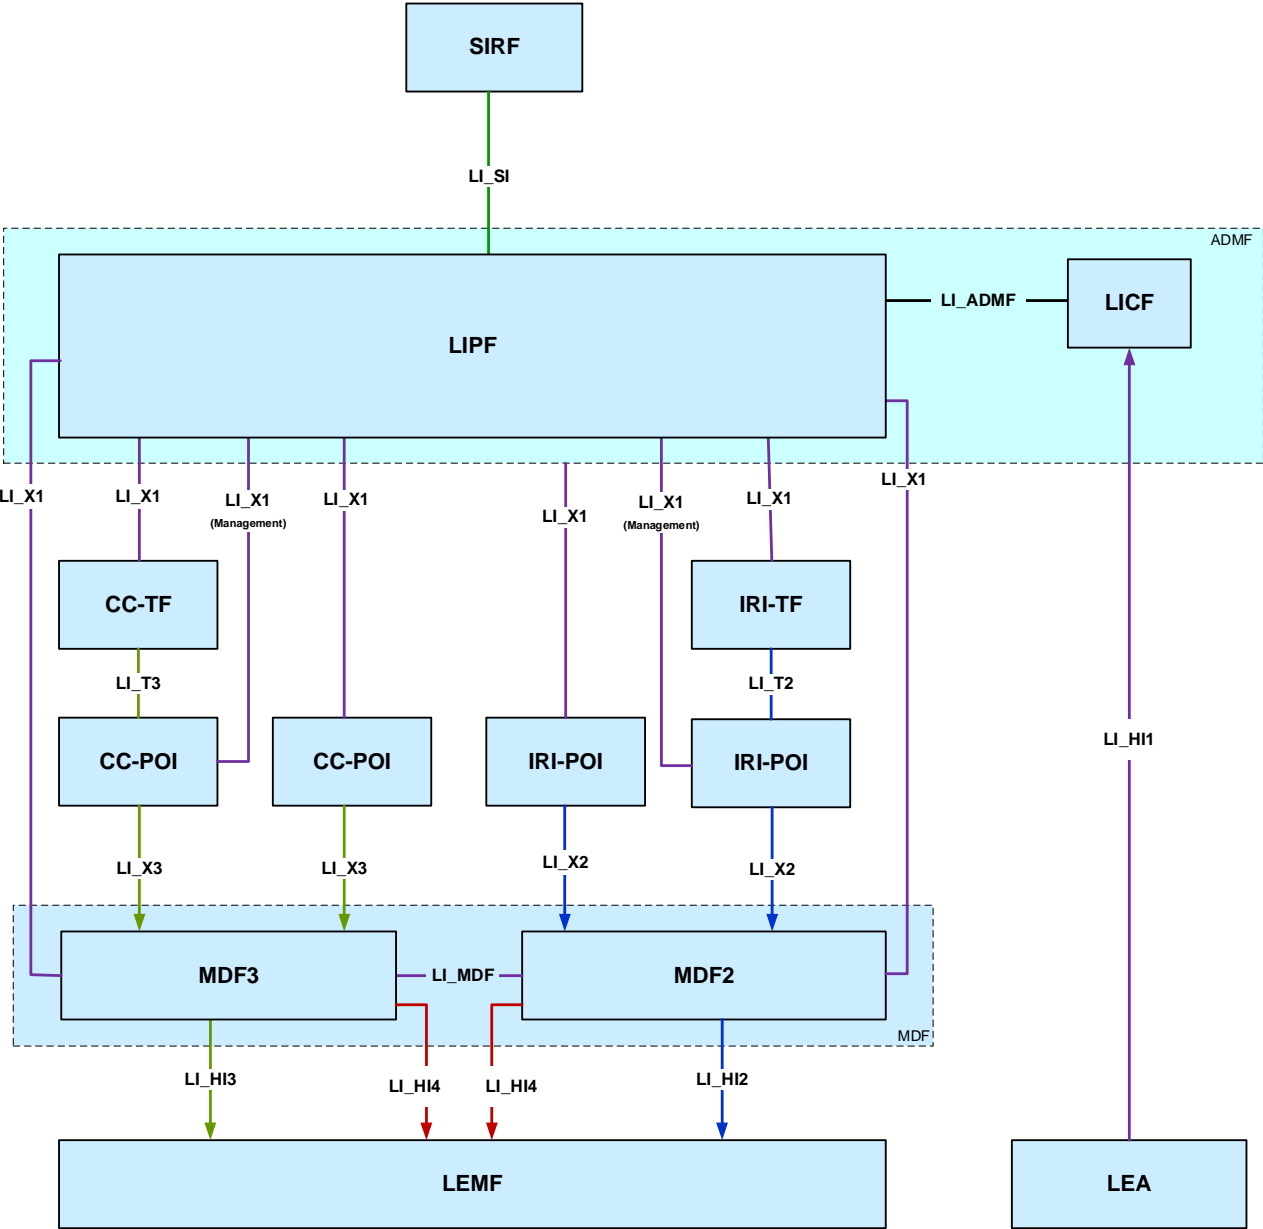 SIRF
LI_SI
ADMF
LI_ADMF
LICF
LIPF
LI_X1
LI_X1
LI_X1
(Management)
LI_X1
LI_X1
LI_X1
(Management)
LI_X1
LI_X1
CC-TF
IRI-TF
LI_T3
LI_T2
LI_HI1
CC-POI
CC-POI
IRI-POI
IRI-POI
LI_X3
LI_X3
LI_X2
LI_X2
MDF3
LI_MDF
MDF2
MDF
LI_HI3
LI_HI4
LI_HI4
LI_HI2
LEMF
LEA